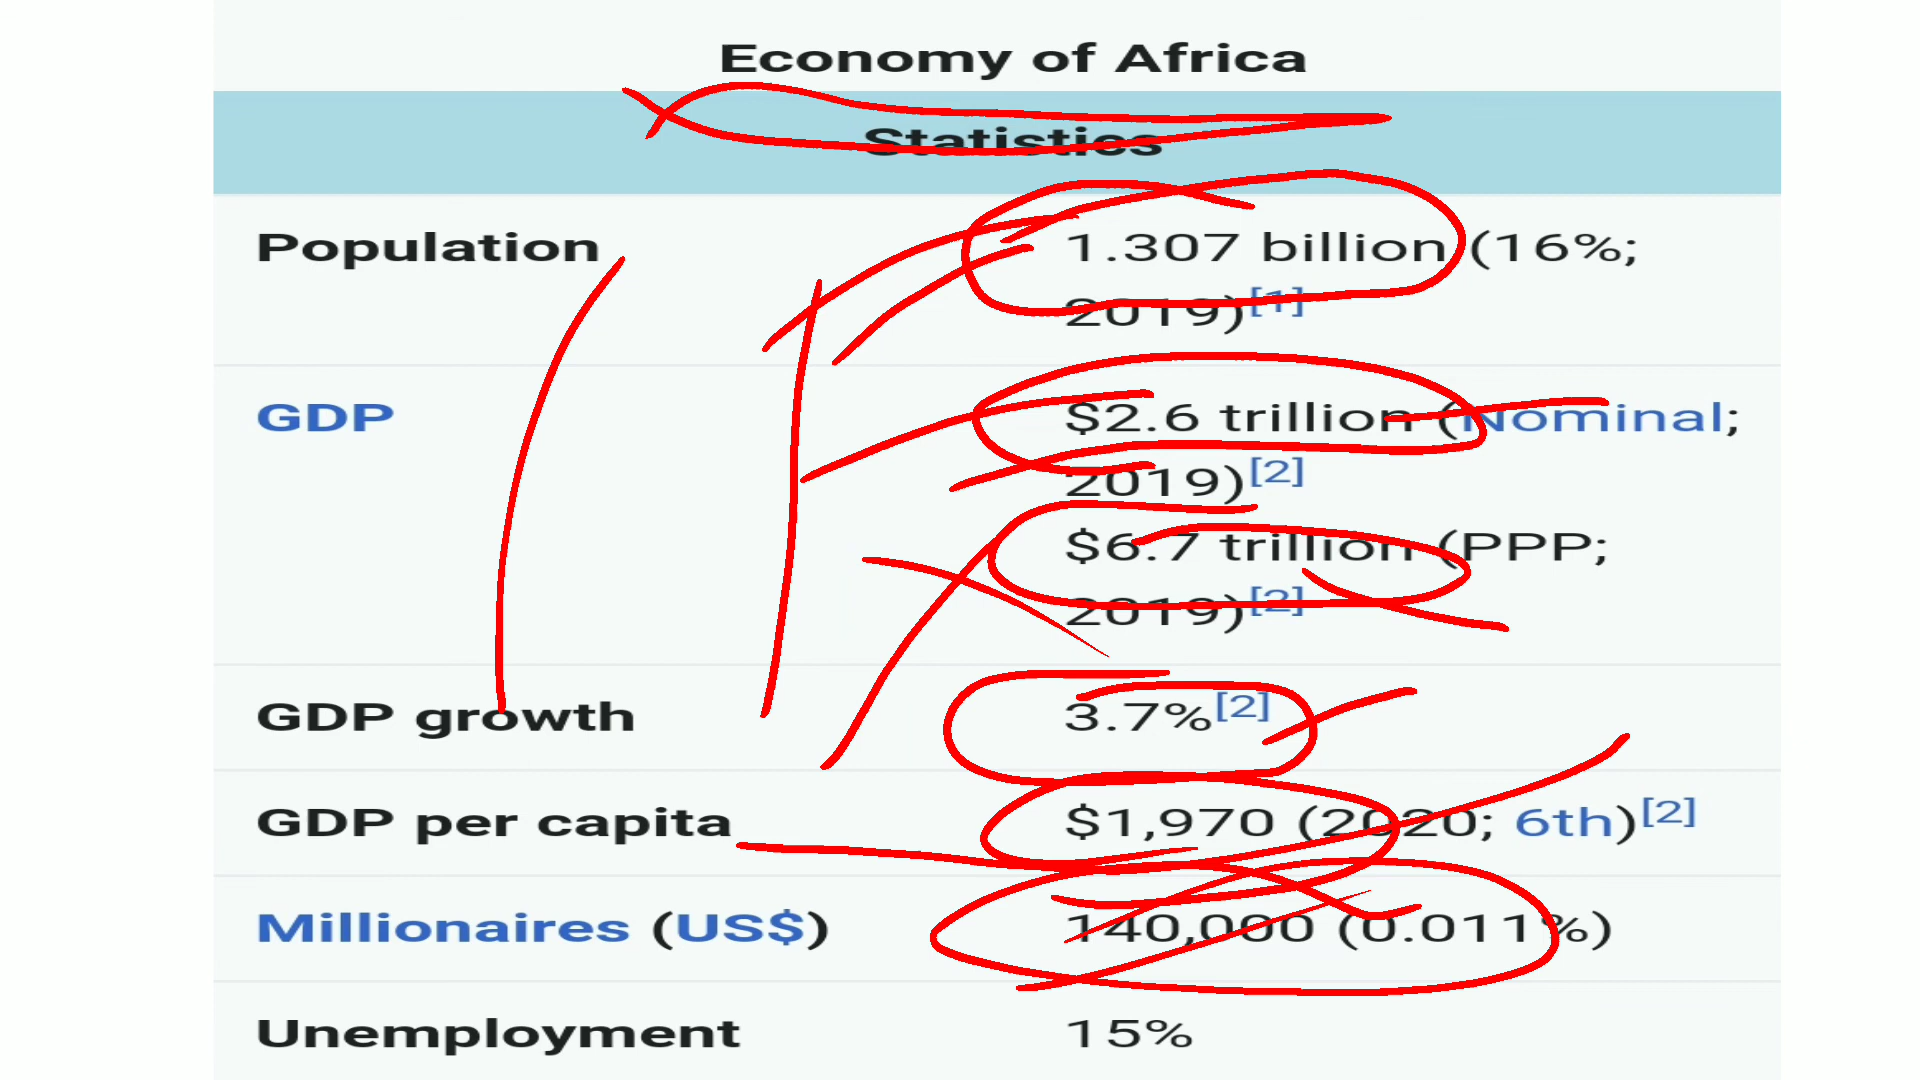 Economy of Africa
Statistics
Population 1.307 billion (16%;
2019)[1]
GDP $2.6 trillion (Nominal;
2019)[2]
$6.7 trillion (PPP;
2019)[2]
GDP growth 3.7%[2]
GDP per capita $1,970 (2020; 6th)[2]
Millionaires (US$) 140,000 (0.011%)
Unemployment 15%